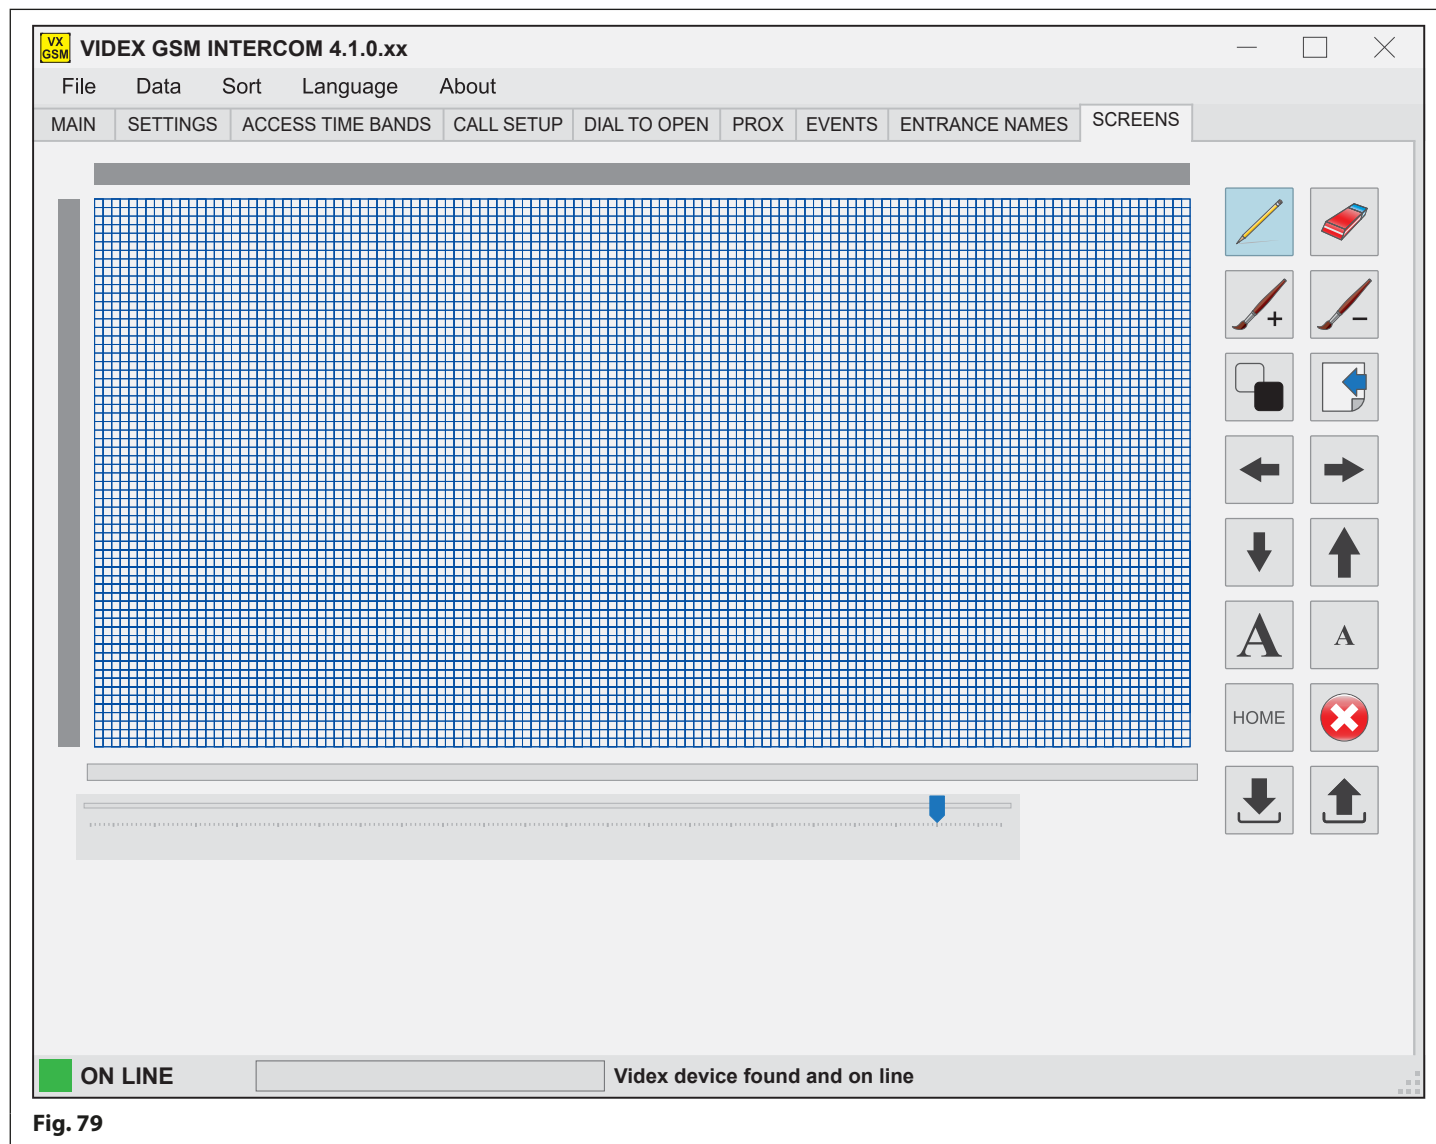 VX
GSM
VIDEX GSM INTERCOM 4.1.0.xx
File Data Sort Language About
MAIN SETTINGS ACCESS TIME BANDS CALL SETUP DIAL TO OPEN PROX EVENTS ENTRANCE NAMES SCREENS
+ −
A A
HOME
ON LINE Videx device found and on line
Fig. 79